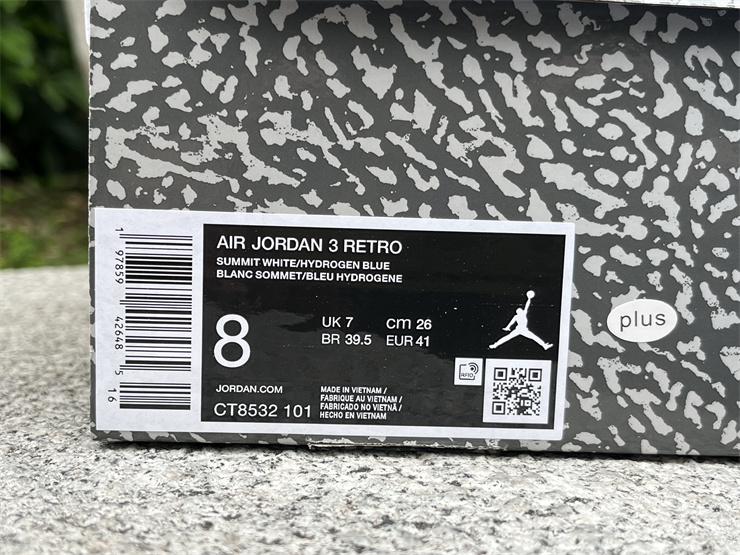 AIR JORDAN 3 RETRO
SUMMIT WHITE/HYDROGEN BLUE
BLANC SOMMET/BLEU HYDROGENE
8
UK 7 cm 26
BR 39.5 EUR 41
JORDAN.COM
CT8532 101
MADE IN VIETNAM /
FABRIQUE AU VIETNAM /
FABRICADO NO VIETNÃ /
HECHO EN VIETNAM
RFID
1 97859 42648 5 16
plus